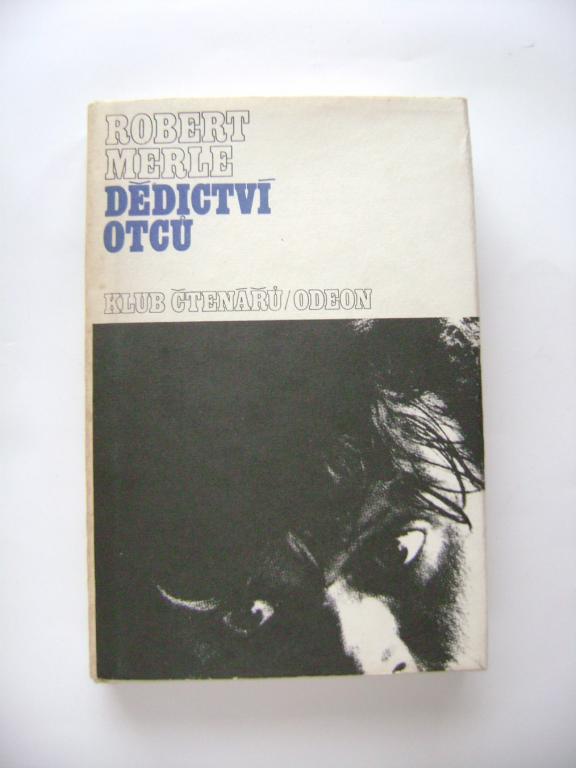 ROBERT
MERLE
DĚDICTVÍ
OTCŮ
KLUB ČTENÁŘŮ/ODEON